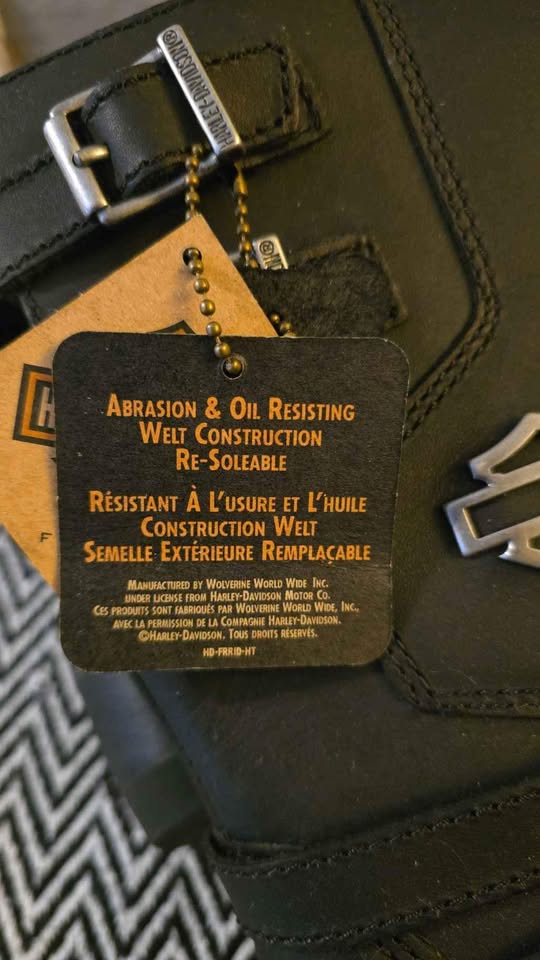 HARLEY-DAVIDSON®
ABRASION & OIL RESISTING
WELT CONSTRUCTION
RE-SOLEABLE
RÉSISTANT À L'USURE ET L'HUILE
CONSTRUCTION WELT
SEMELLE EXTÉRIEURE REMPLAÇABLE
MANUFACTURED BY WOLVERINE WORLD WIDE INC.
UNDER LICENSE FROM HARLEY-DAVIDSON MOTOR CO.
CES PRODUITS SONT FABRIQUÉS PAR WOLVERINE WORLD WIDE, INC.,
AVEC LA PERMISSION DE LA COMPAGNIE HARLEY-DAVIDSON.
©HARLEY-DAVIDSON. TOUS DROITS RÉSERVÉS.
HD-FRRID-HT